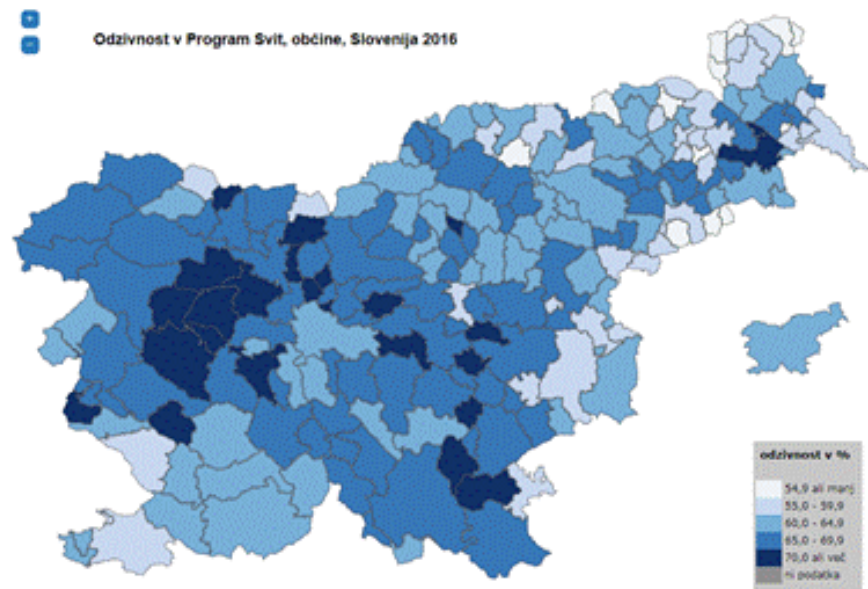 +
−
Odzivnost v Program Svit, občine, Slovenija 2016
odzivnost v %
54,9 ali manj
55,0 - 59,9
60,0 - 64,9
65,0 - 69,9
70,0 ali več
ni podatka